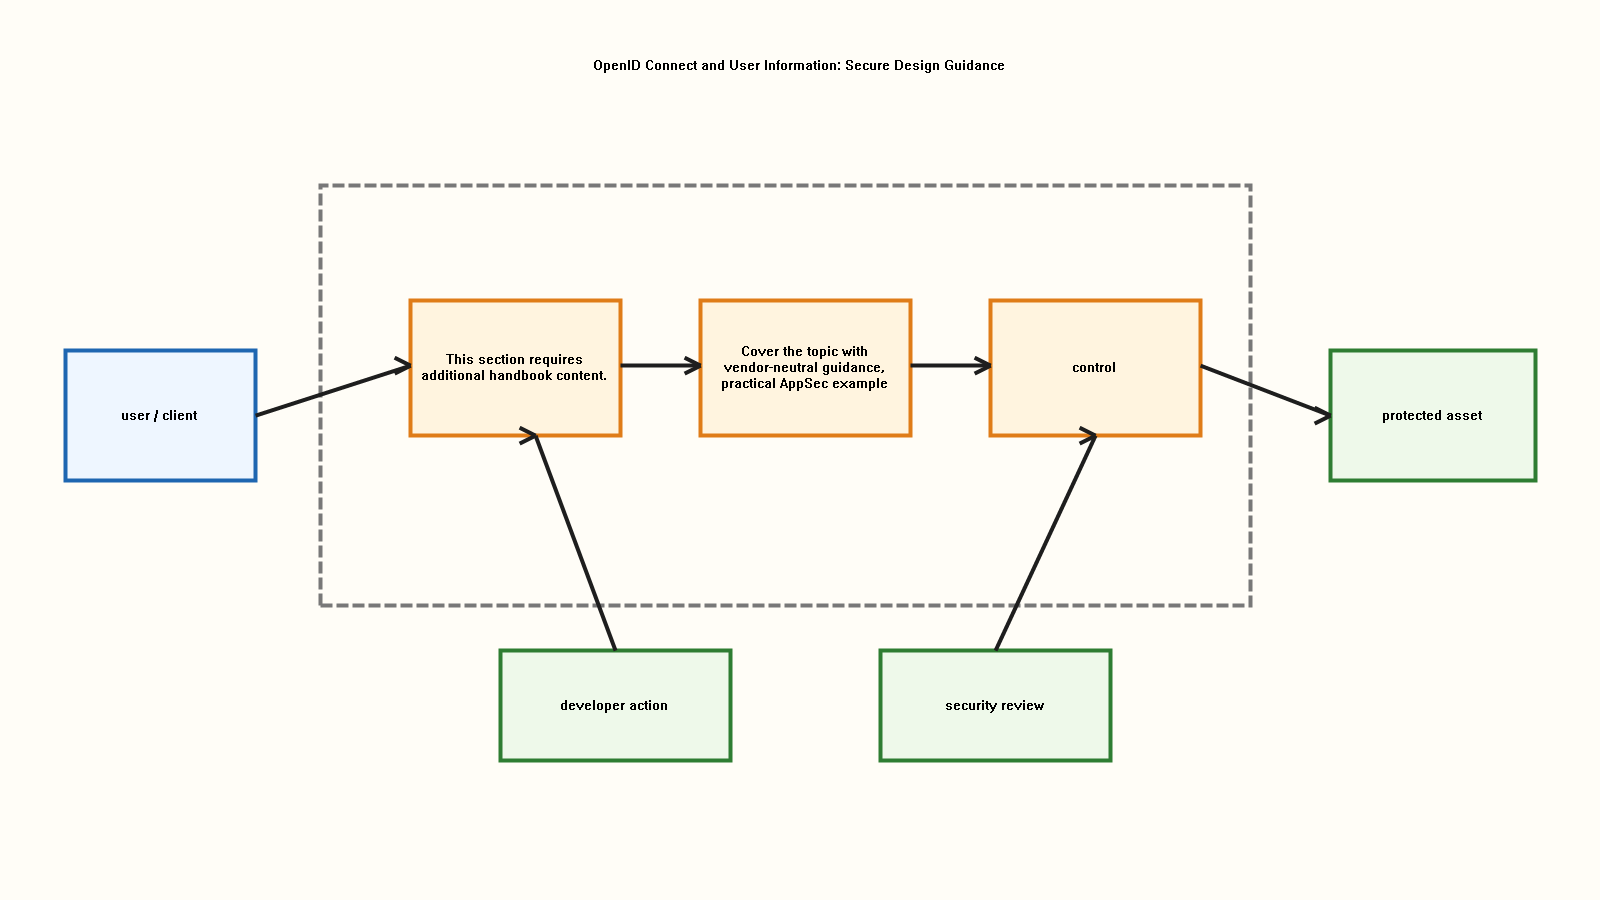 OpenID Connect and User Information: Secure Design Guidance
This section requires
additional handbook content.
Cover the topic with
vendor-neutral guidance,
practical AppSec example
control
user / client
protected asset
developer action
security review